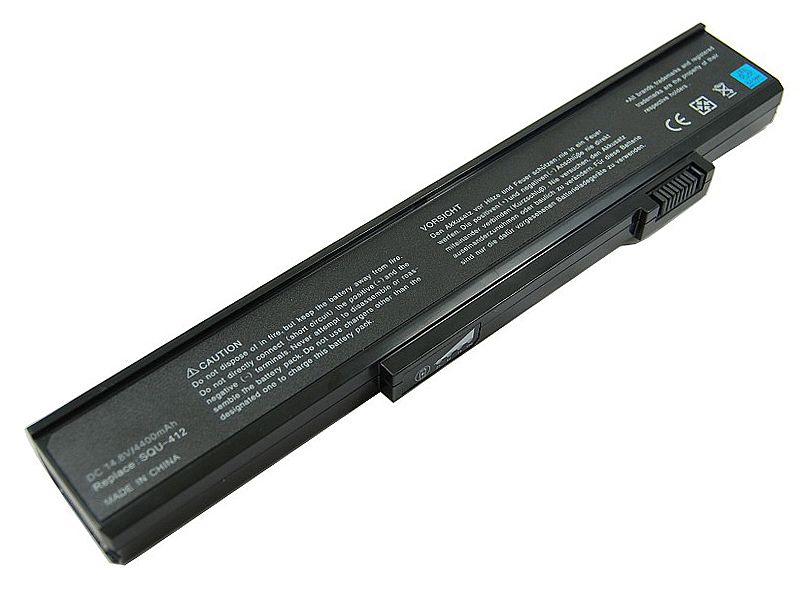 DC 14.8V/4400mAh
Replace: SQU-412
MADE IN CHINA
CAUTION
Do not dispose of in fire, but keep the battery away from fire.
Do not directly connect (short circuit) the positive(+) and the
negative (-) terminals. Never attempt to disassemble or reas-
semble the battery pack. Do not use chargers other than the
designated one to charge this battery pack.
VORSICHT
Den Akkusatz vor Hitze und Feuer schützen, nie in ein Feuer
werfen. Die positiven(+) und negativen(-) Anschlüße nie direkt
miteinander verbinden(Kurzschluß). Nie versuchen, den Akkusatz
auseinanderzunehmen oder baulich zu verändern. Für diese Batterie
sind nur die dafür vorgesehenen Batterieladegeräte zu verwenden.
CE
*All brands, trademarks and registered
trademarks are the property of their
respective holders .